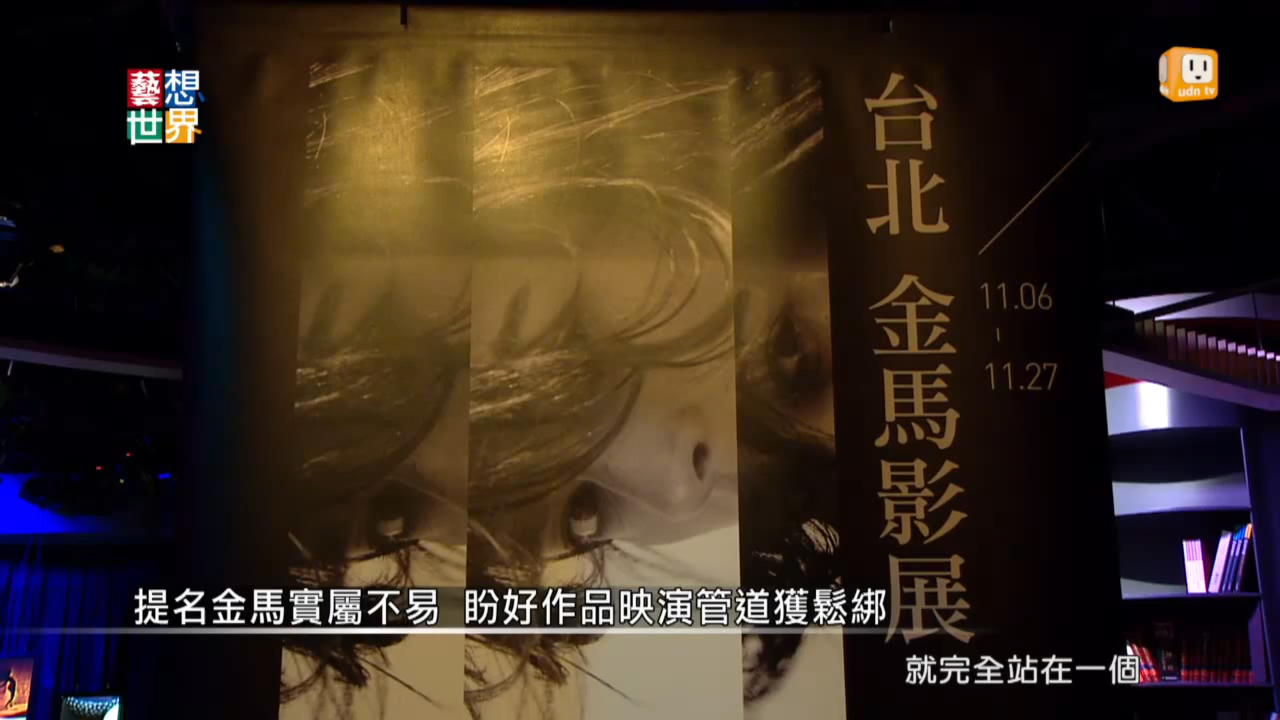 藝想
世界
udn tv
台北 金馬影展
11.06
11.27
提名金馬實屬不易 盼好作品映演管道獲鬆綁
就完全站在一個